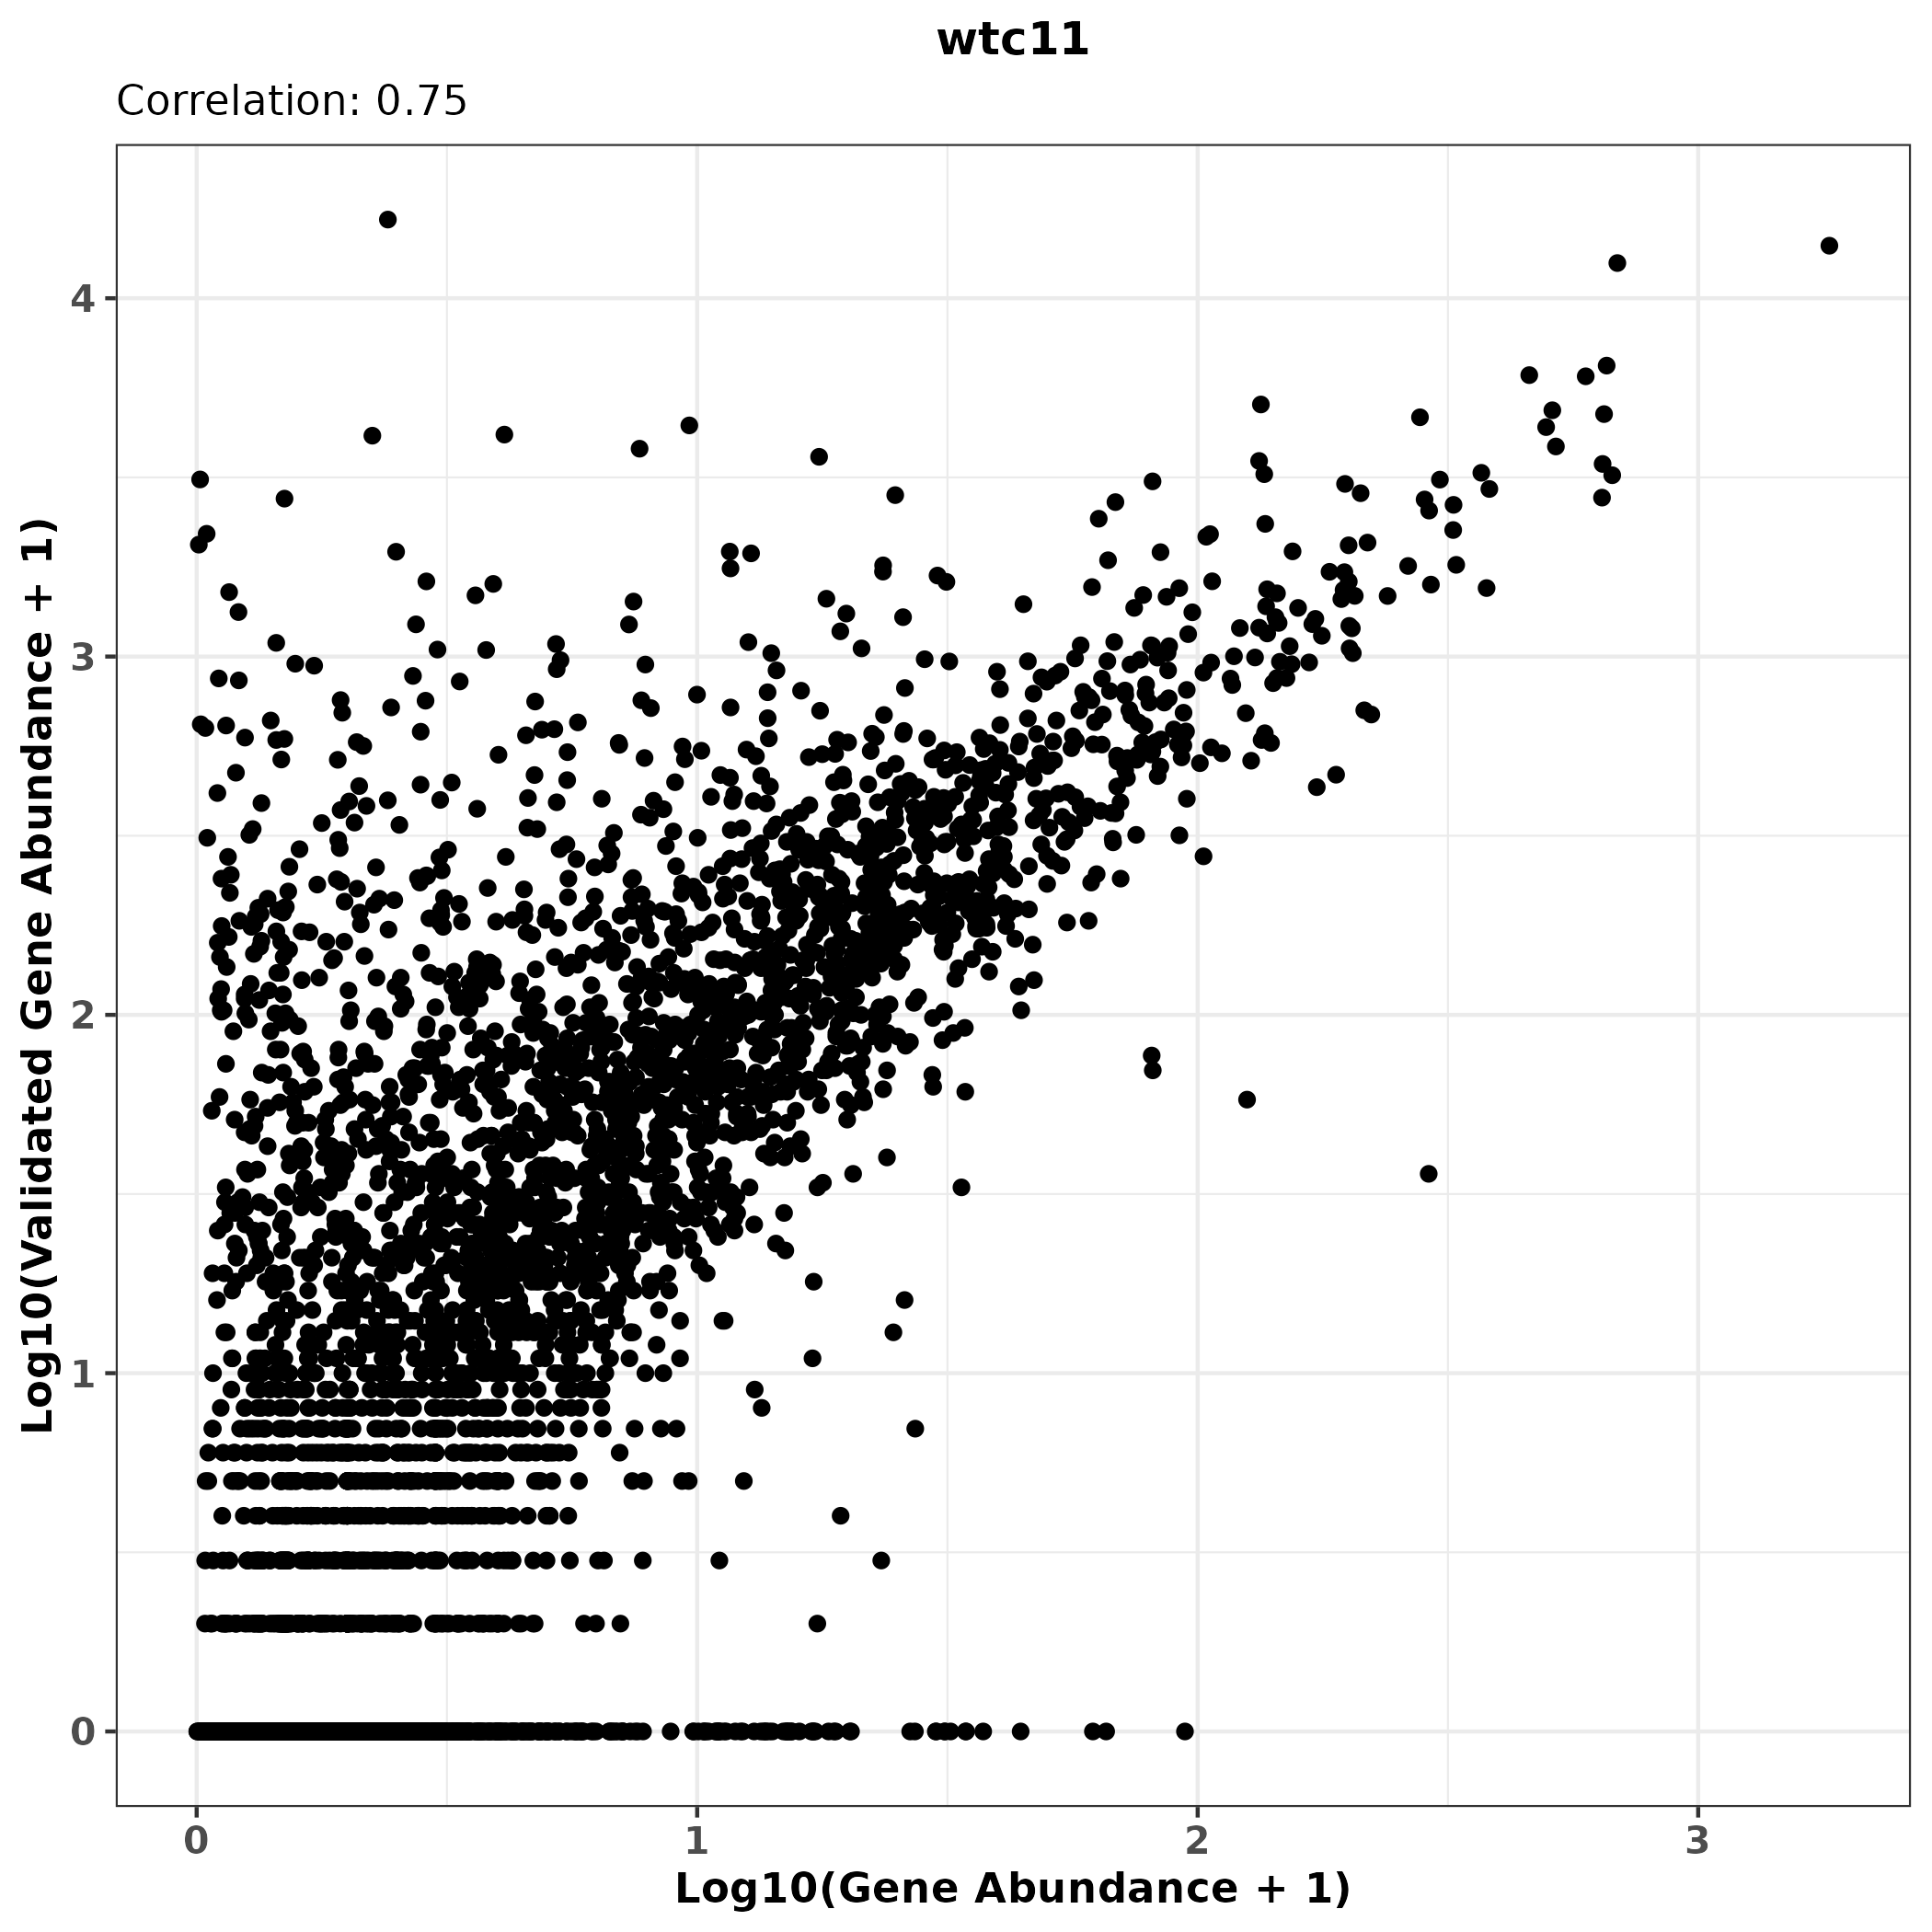 wtc11
Correlation: 0.75
Log10(Validated Gene Abundance + 1)
4
3
2
1
0
0 1 2 3
Log10(Gene Abundance + 1)